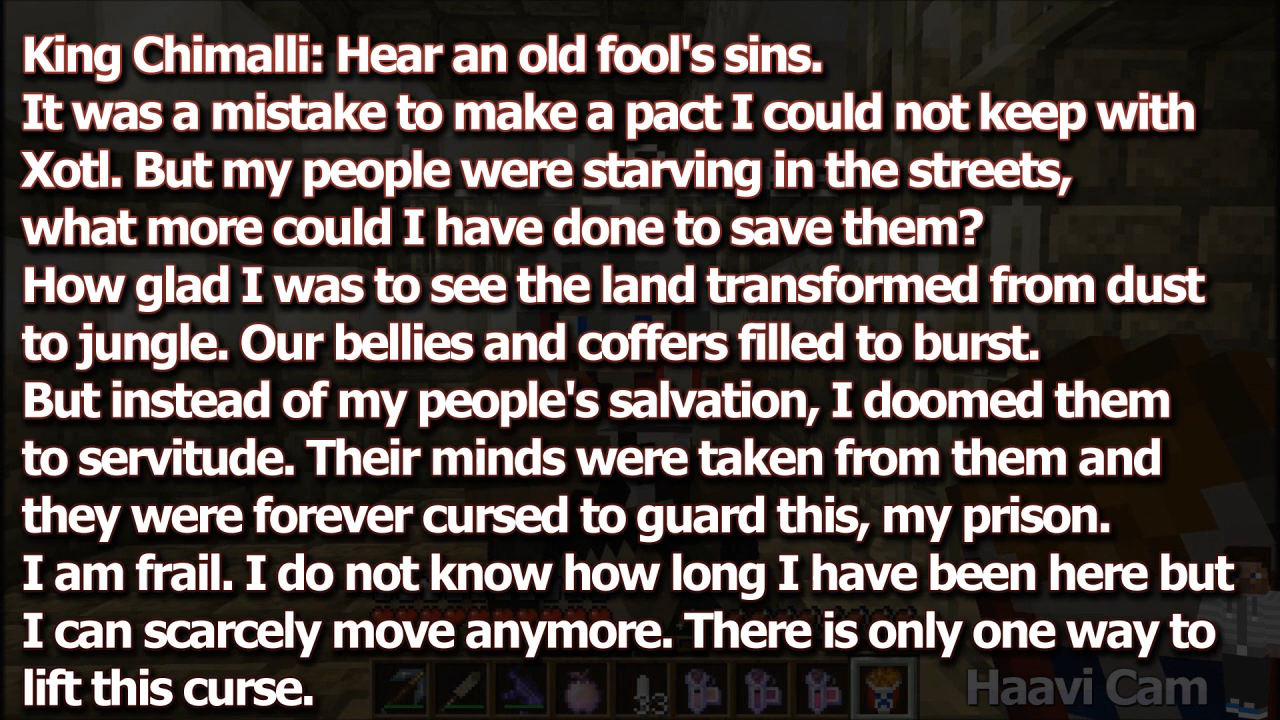 King Chimalli: Hear an old fool's sins.
It was a mistake to make a pact I could not keep with
Xotl. But my people were starving in the streets,
what more could I have done to save them?
How glad I was to see the land transformed from dust
to jungle. Our bellies and coffers filled to burst.
But instead of my people's salvation, I doomed them
to servitude. Their minds were taken from them and
they were forever cursed to guard this, my prison.
I am frail. I do not know how long I have been here but
I can scarcely move anymore. There is only one way to
lift this curse.
33
Haavi Cam